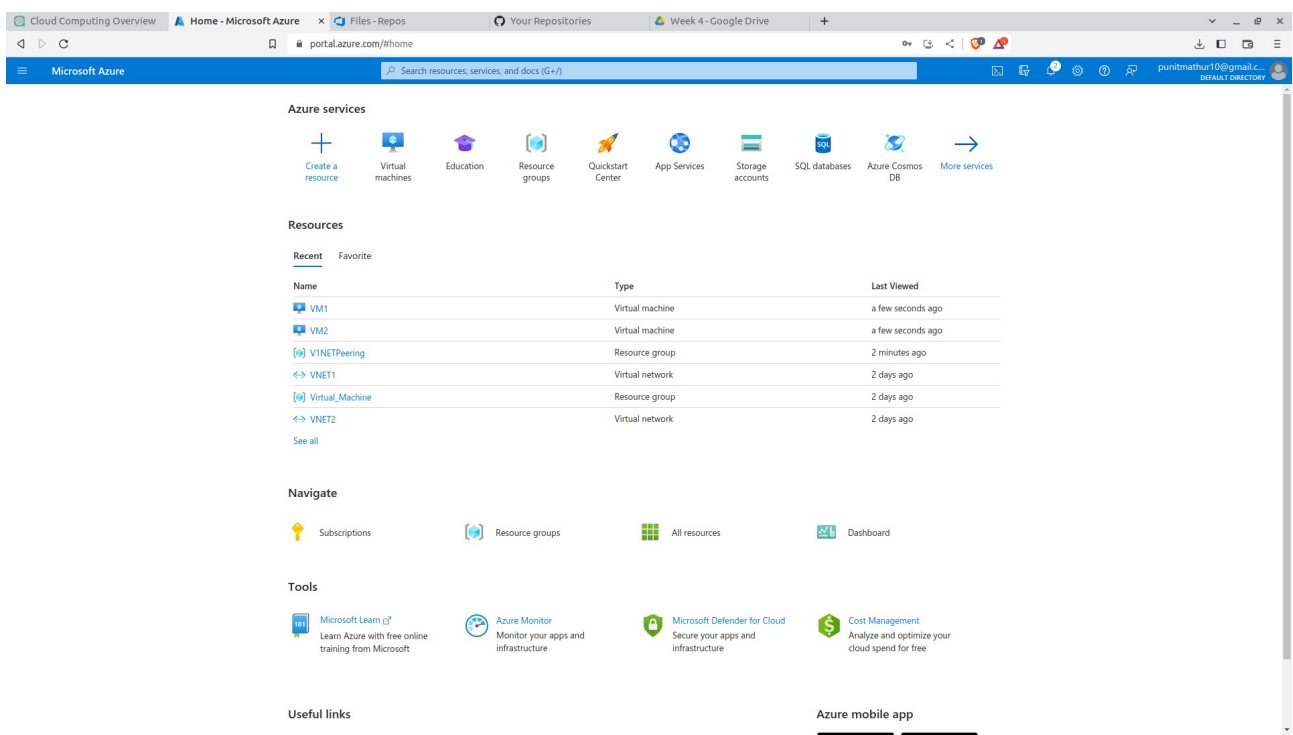 Cloud Computing Overview
Home - Microsoft Azure
Files - Repos
Your Repositories
Week 4 - Google Drive
portal.azure.com/#home
Microsoft Azure
Search resources, services, and docs (G+/)
2
punitmathur10@gmail.c...
DEFAULT DIRECTORY
Azure services
Create a
resource
Virtual
machines
Education
Resource
groups
Quickstart
Center
App Services
Storage
accounts
SQL
SQL databases
Azure Cosmos
DB
More services
Resources
Recent Favorite
Name Type Last Viewed
VM1 Virtual machine a few seconds ago
VM2 Virtual machine a few seconds ago
V1NETPeering Resource group 2 minutes ago
VNET1 Virtual network 2 days ago
Virtual_Machine Resource group 2 days ago
VNET2 Virtual network 2 days ago
See all
Navigate
Subscriptions Resource groups All resources Dashboard
Tools
101
Microsoft Learn
Learn Azure with free online
training from Microsoft
Azure Monitor
Monitor your apps and
infrastructure
Microsoft Defender for Cloud
Secure your apps and
infrastructure
Cost Management
Analyze and optimize your
cloud spend for free
Useful links
Azure mobile app